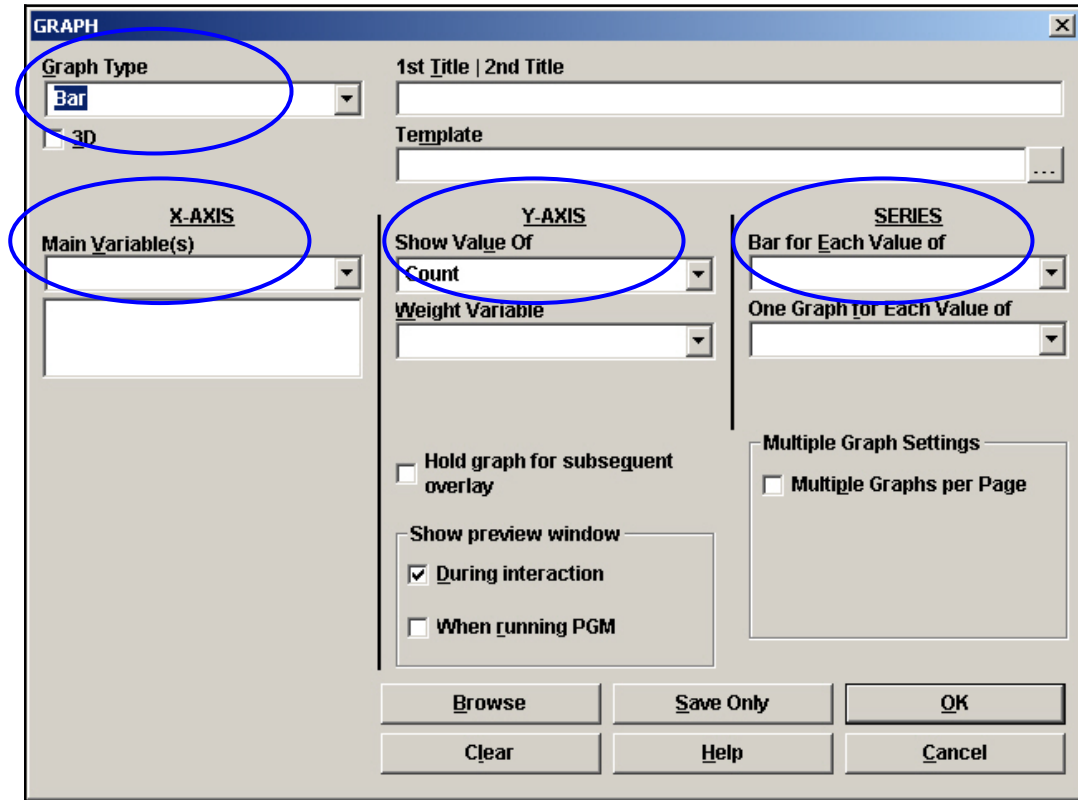 GRAPH
Graph Type
Bar
3D
1st Title | 2nd Title
Template
...
X-AXIS
Main Variable(s)
Y-AXIS
Show Value Of
Count
Weight Variable
SERIES
Bar for Each Value of
One Graph for Each Value of
Hold graph for subsequent
overlay
Show preview window
During interaction
When running PGM
Multiple Graph Settings
Multiple Graphs per Page
Browse
Save Only
OK
Clear
Help
Cancel